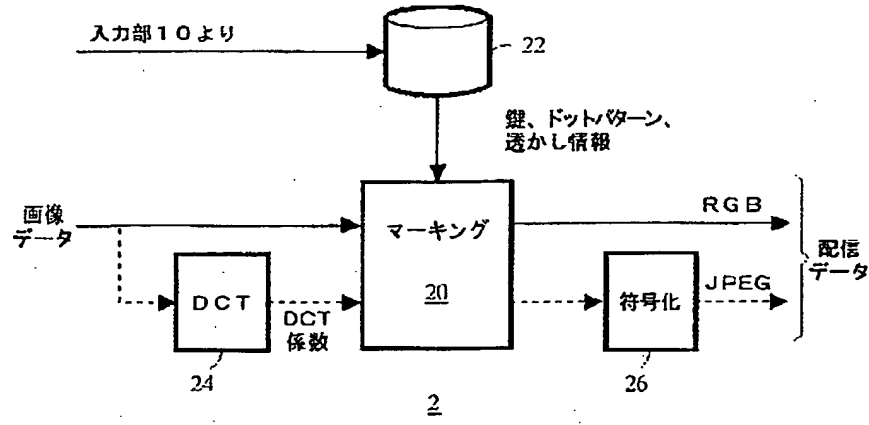 入力部１０より
22
鍵、ドットパターン、
透かし情報
画像
データ
マーキング
20
RGB
配信
データ
DCT
DCT
係数
24
符号化
JPEG
26
2